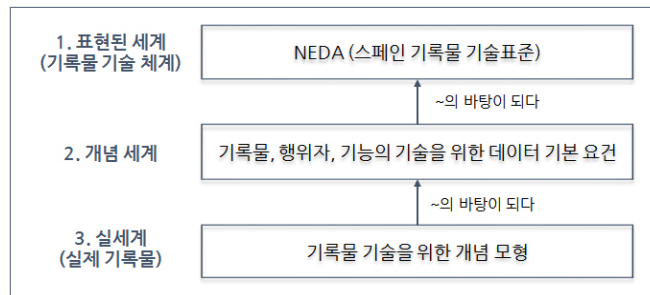 1. 표현된 세계
(기록물 기술 체계)
NEDA (스페인 기록물 기술표준)
~의 바탕이 되다
2. 개념 세계
기록물, 행위자, 기능의 기술을 위한 데이터 기본 요건
~의 바탕이 되다
3. 실세계
(실제 기록물)
기록물 기술을 위한 개념 모형